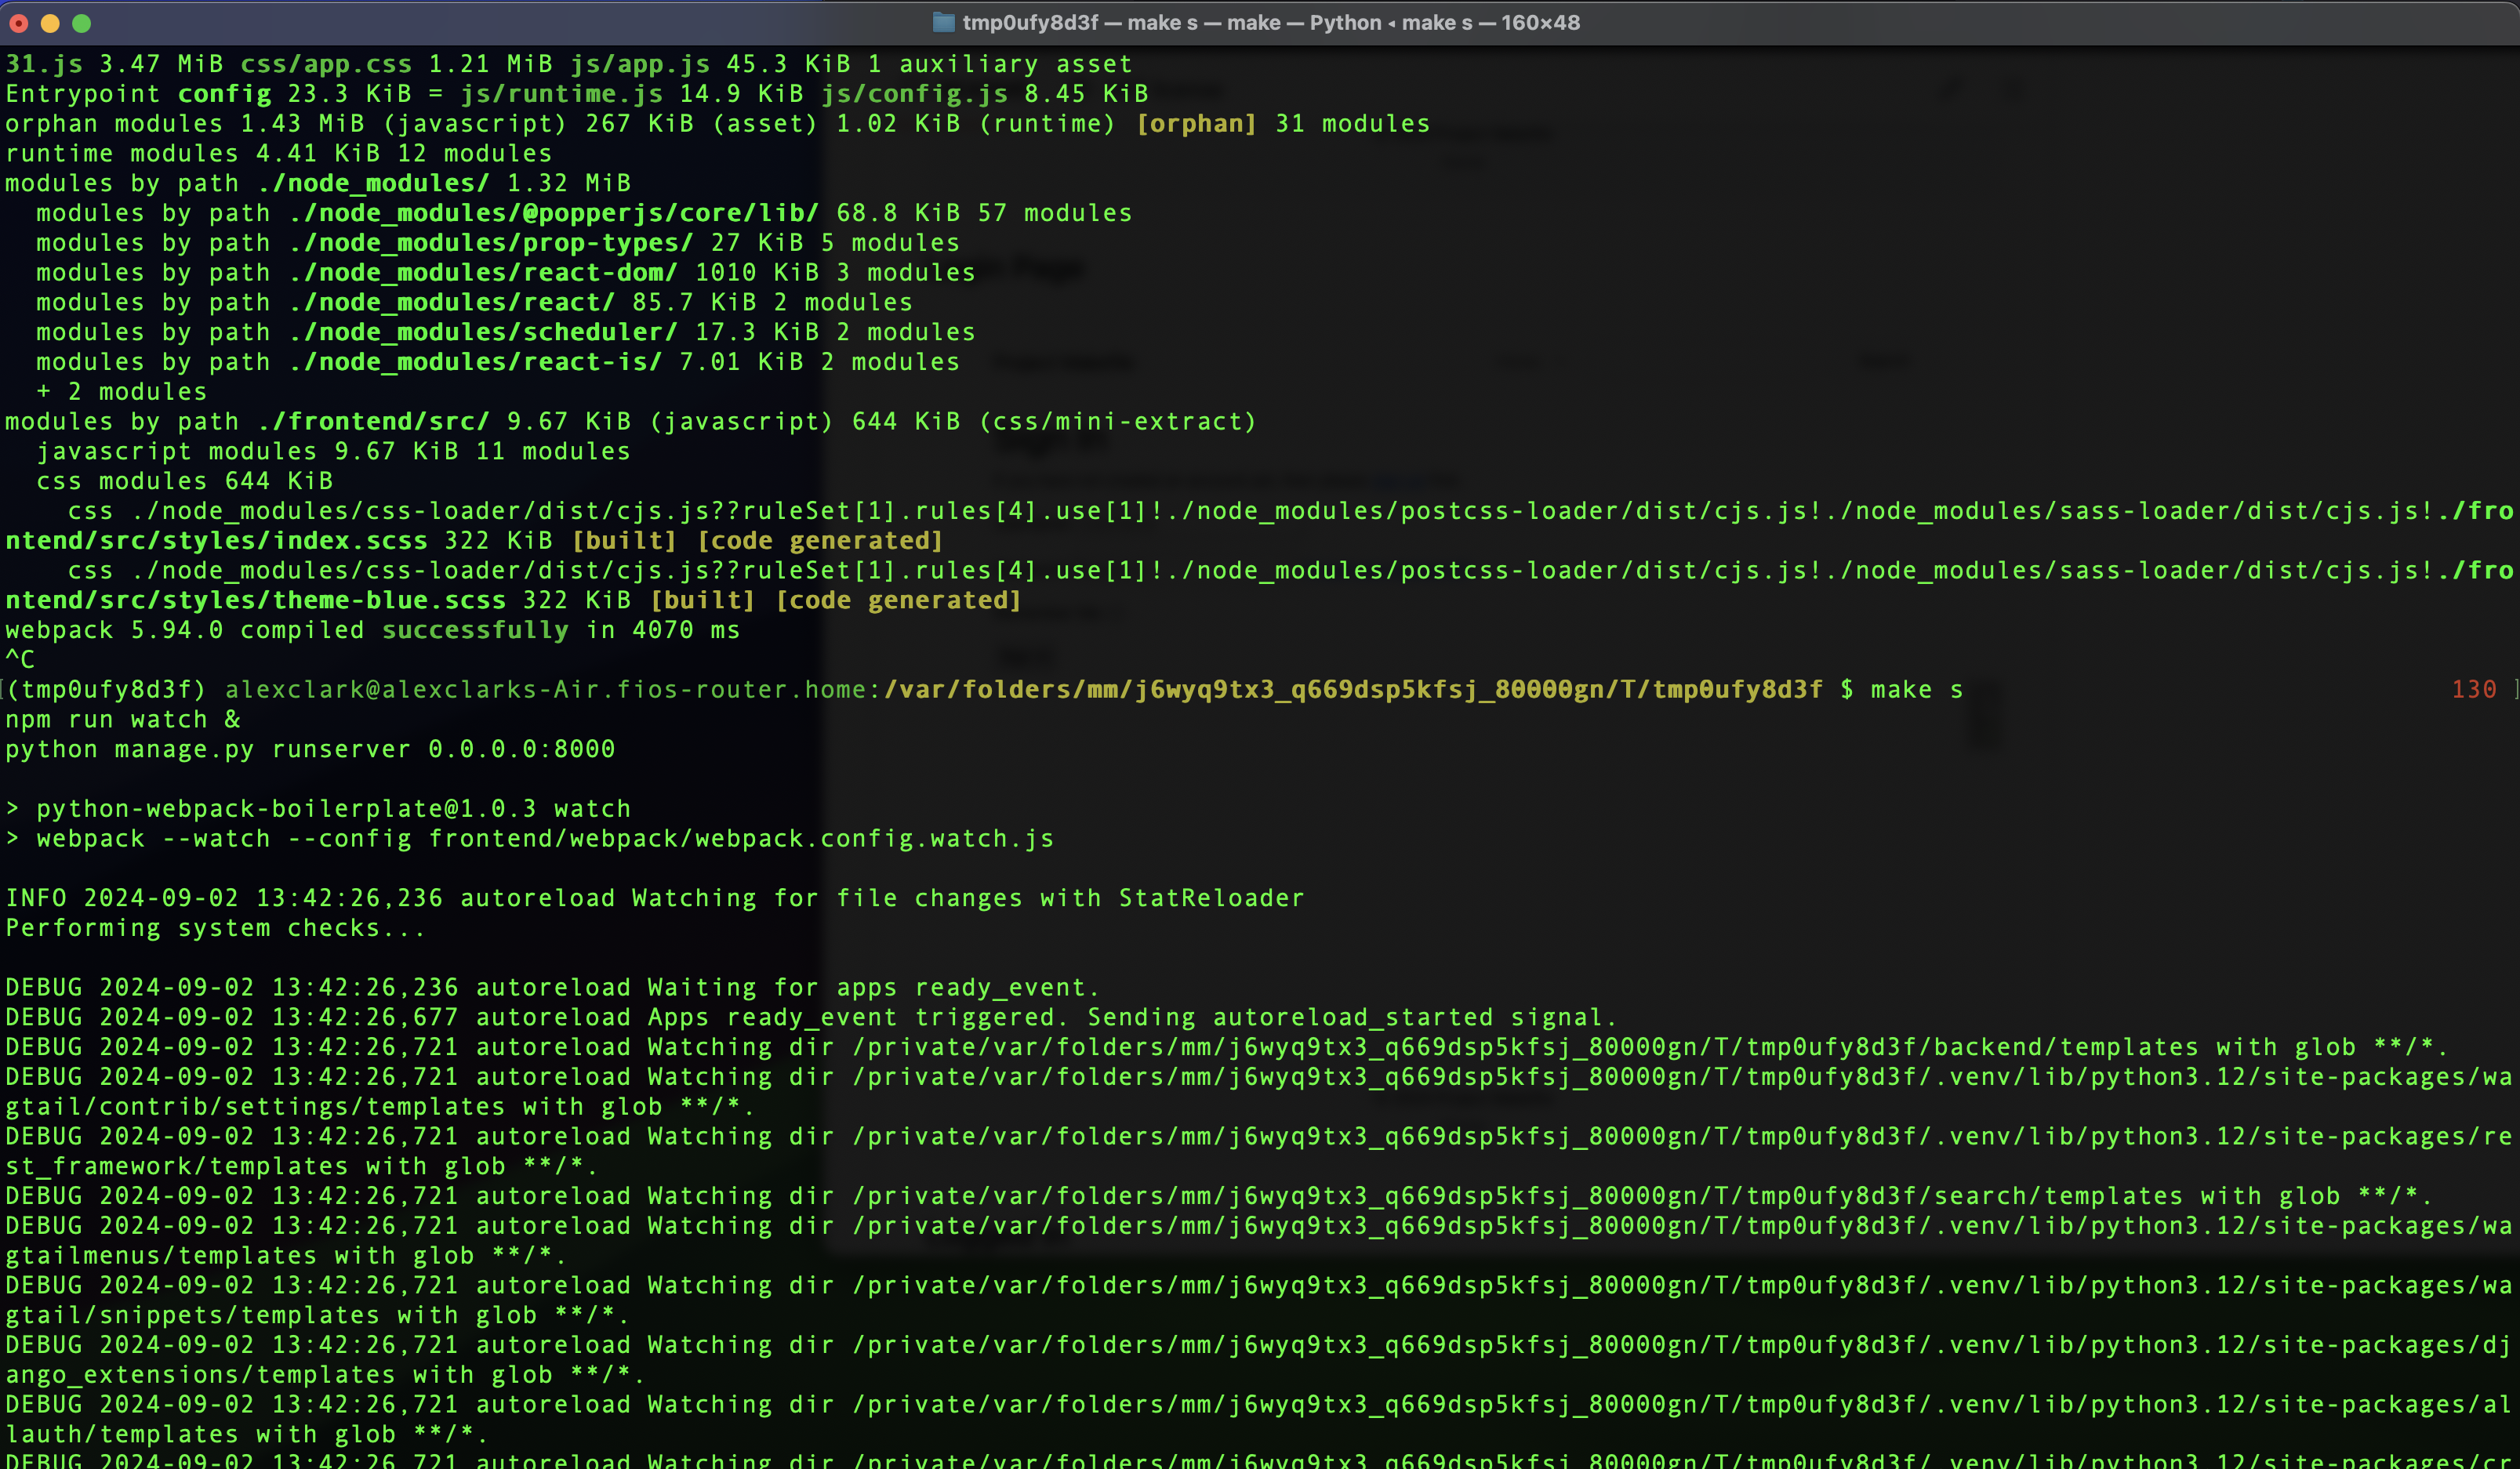 tmp0ufy8d3f — make s — make — Python ◂ make s — 160×48
31.js 3.47 MiB css/app.css 1.21 MiB js/app.js 45.3 KiB 1 auxiliary asset
Entrypoint config 23.3 KiB = js/runtime.js 14.9 KiB js/config.js 8.45 KiB
orphan modules 1.43 MiB (javascript) 267 KiB (asset) 1.02 KiB (runtime) [orphan] 31 modules
runtime modules 4.41 KiB 12 modules
modules by path ./node_modules/ 1.32 MiB
  modules by path ./node_modules/@popperjs/core/lib/ 68.8 KiB 57 modules
  modules by path ./node_modules/prop-types/ 27 KiB 5 modules
  modules by path ./node_modules/react-dom/ 1010 KiB 3 modules
  modules by path ./node_modules/react/ 85.7 KiB 2 modules
  modules by path ./node_modules/scheduler/ 17.3 KiB 2 modules
  modules by path ./node_modules/react-is/ 7.01 KiB 2 modules
  + 2 modules
modules by path ./frontend/src/ 9.67 KiB (javascript) 644 KiB (css/mini-extract)
  javascript modules 9.67 KiB 11 modules
  css modules 644 KiB
    css ./node_modules/css-loader/dist/cjs.js??ruleSet[1].rules[4].use[1]!./node_modules/postcss-loader/dist/cjs.js!./node_modules/sass-loader/dist/cjs.js!./fro
ntend/src/styles/index.scss 322 KiB [built] [code generated]
    css ./node_modules/css-loader/dist/cjs.js??ruleSet[1].rules[4].use[1]!./node_modules/postcss-loader/dist/cjs.js!./node_modules/sass-loader/dist/cjs.js!./fro
ntend/src/styles/theme-blue.scss 322 KiB [built] [code generated]
webpack 5.94.0 compiled successfully in 4070 ms
^C
(tmp0ufy8d3f) alexclark@alexclarks-Air.fios-router.home:/var/folders/mm/j6wyq9tx3_q669dsp5kfsj_80000gn/T/tmp0ufy8d3f $ make s 130
npm run watch &
python manage.py runserver 0.0.0.0:8000
> python-webpack-boilerplate@1.0.3 watch
> webpack --watch --config frontend/webpack/webpack.config.watch.js
INFO 2024-09-02 13:42:26,236 autoreload Watching for file changes with StatReloader
Performing system checks...
DEBUG 2024-09-02 13:42:26,236 autoreload Waiting for apps ready_event.
DEBUG 2024-09-02 13:42:26,677 autoreload Apps ready_event triggered. Sending autoreload_started signal.
DEBUG 2024-09-02 13:42:26,721 autoreload Watching dir /private/var/folders/mm/j6wyq9tx3_q669dsp5kfsj_80000gn/T/tmp0ufy8d3f/backend/templates with glob **/*.
DEBUG 2024-09-02 13:42:26,721 autoreload Watching dir /private/var/folders/mm/j6wyq9tx3_q669dsp5kfsj_80000gn/T/tmp0ufy8d3f/.venv/lib/python3.12/site-packages/wa
gtail/contrib/settings/templates with glob **/*.
DEBUG 2024-09-02 13:42:26,721 autoreload Watching dir /private/var/folders/mm/j6wyq9tx3_q669dsp5kfsj_80000gn/T/tmp0ufy8d3f/.venv/lib/python3.12/site-packages/re
st_framework/templates with glob **/*.
DEBUG 2024-09-02 13:42:26,721 autoreload Watching dir /private/var/folders/mm/j6wyq9tx3_q669dsp5kfsj_80000gn/T/tmp0ufy8d3f/search/templates with glob **/*.
DEBUG 2024-09-02 13:42:26,721 autoreload Watching dir /private/var/folders/mm/j6wyq9tx3_q669dsp5kfsj_80000gn/T/tmp0ufy8d3f/.venv/lib/python3.12/site-packages/wa
gtailmenus/templates with glob **/*.
DEBUG 2024-09-02 13:42:26,721 autoreload Watching dir /private/var/folders/mm/j6wyq9tx3_q669dsp5kfsj_80000gn/T/tmp0ufy8d3f/.venv/lib/python3.12/site-packages/wa
gtail/snippets/templates with glob **/*.
DEBUG 2024-09-02 13:42:26,721 autoreload Watching dir /private/var/folders/mm/j6wyq9tx3_q669dsp5kfsj_80000gn/T/tmp0ufy8d3f/.venv/lib/python3.12/site-packages/dj
ango_extensions/templates with glob **/*.
DEBUG 2024-09-02 13:42:26,721 autoreload Watching dir /private/var/folders/mm/j6wyq9tx3_q669dsp5kfsj_80000gn/T/tmp0ufy8d3f/.venv/lib/python3.12/site-packages/al
lauth/templates with glob **/*.
DEBUG 2024-09-02 13:42:26,721 autoreload Watching dir /private/var/folders/mm/j6wyq9tx3_q669dsp5kfsj_80000gn/T/tmp0ufy8d3f/.venv/lib/python3.12/site-packages/cr